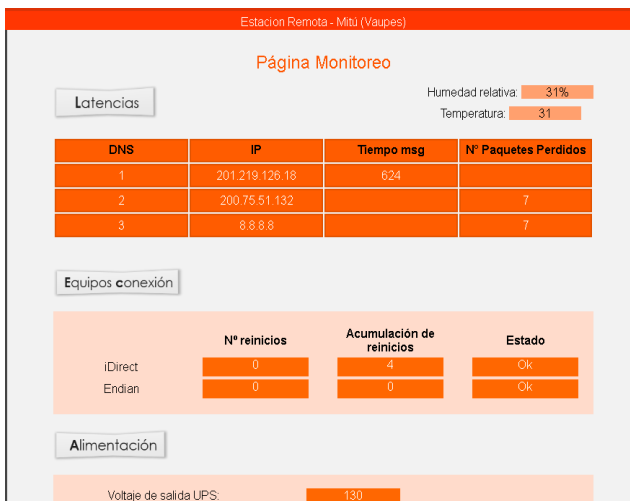 Estacion Remota - Mitú (Vaupes)
Página Monitoreo
Latencias
Humedad relativa: 31%
Temperatura: 31
DNS IP Tiempo msg N° Paquetes Perdidos
1 201.219.126.18 624
2 200.75.51.132 7
3 8.8.8.8 7
Equipos conexión
Nº reinicios Acumulación de reinicios Estado
iDirect 0 4 Ok
Endian 0 0 Ok
Alimentación
Voltaje de salida UPS: 130